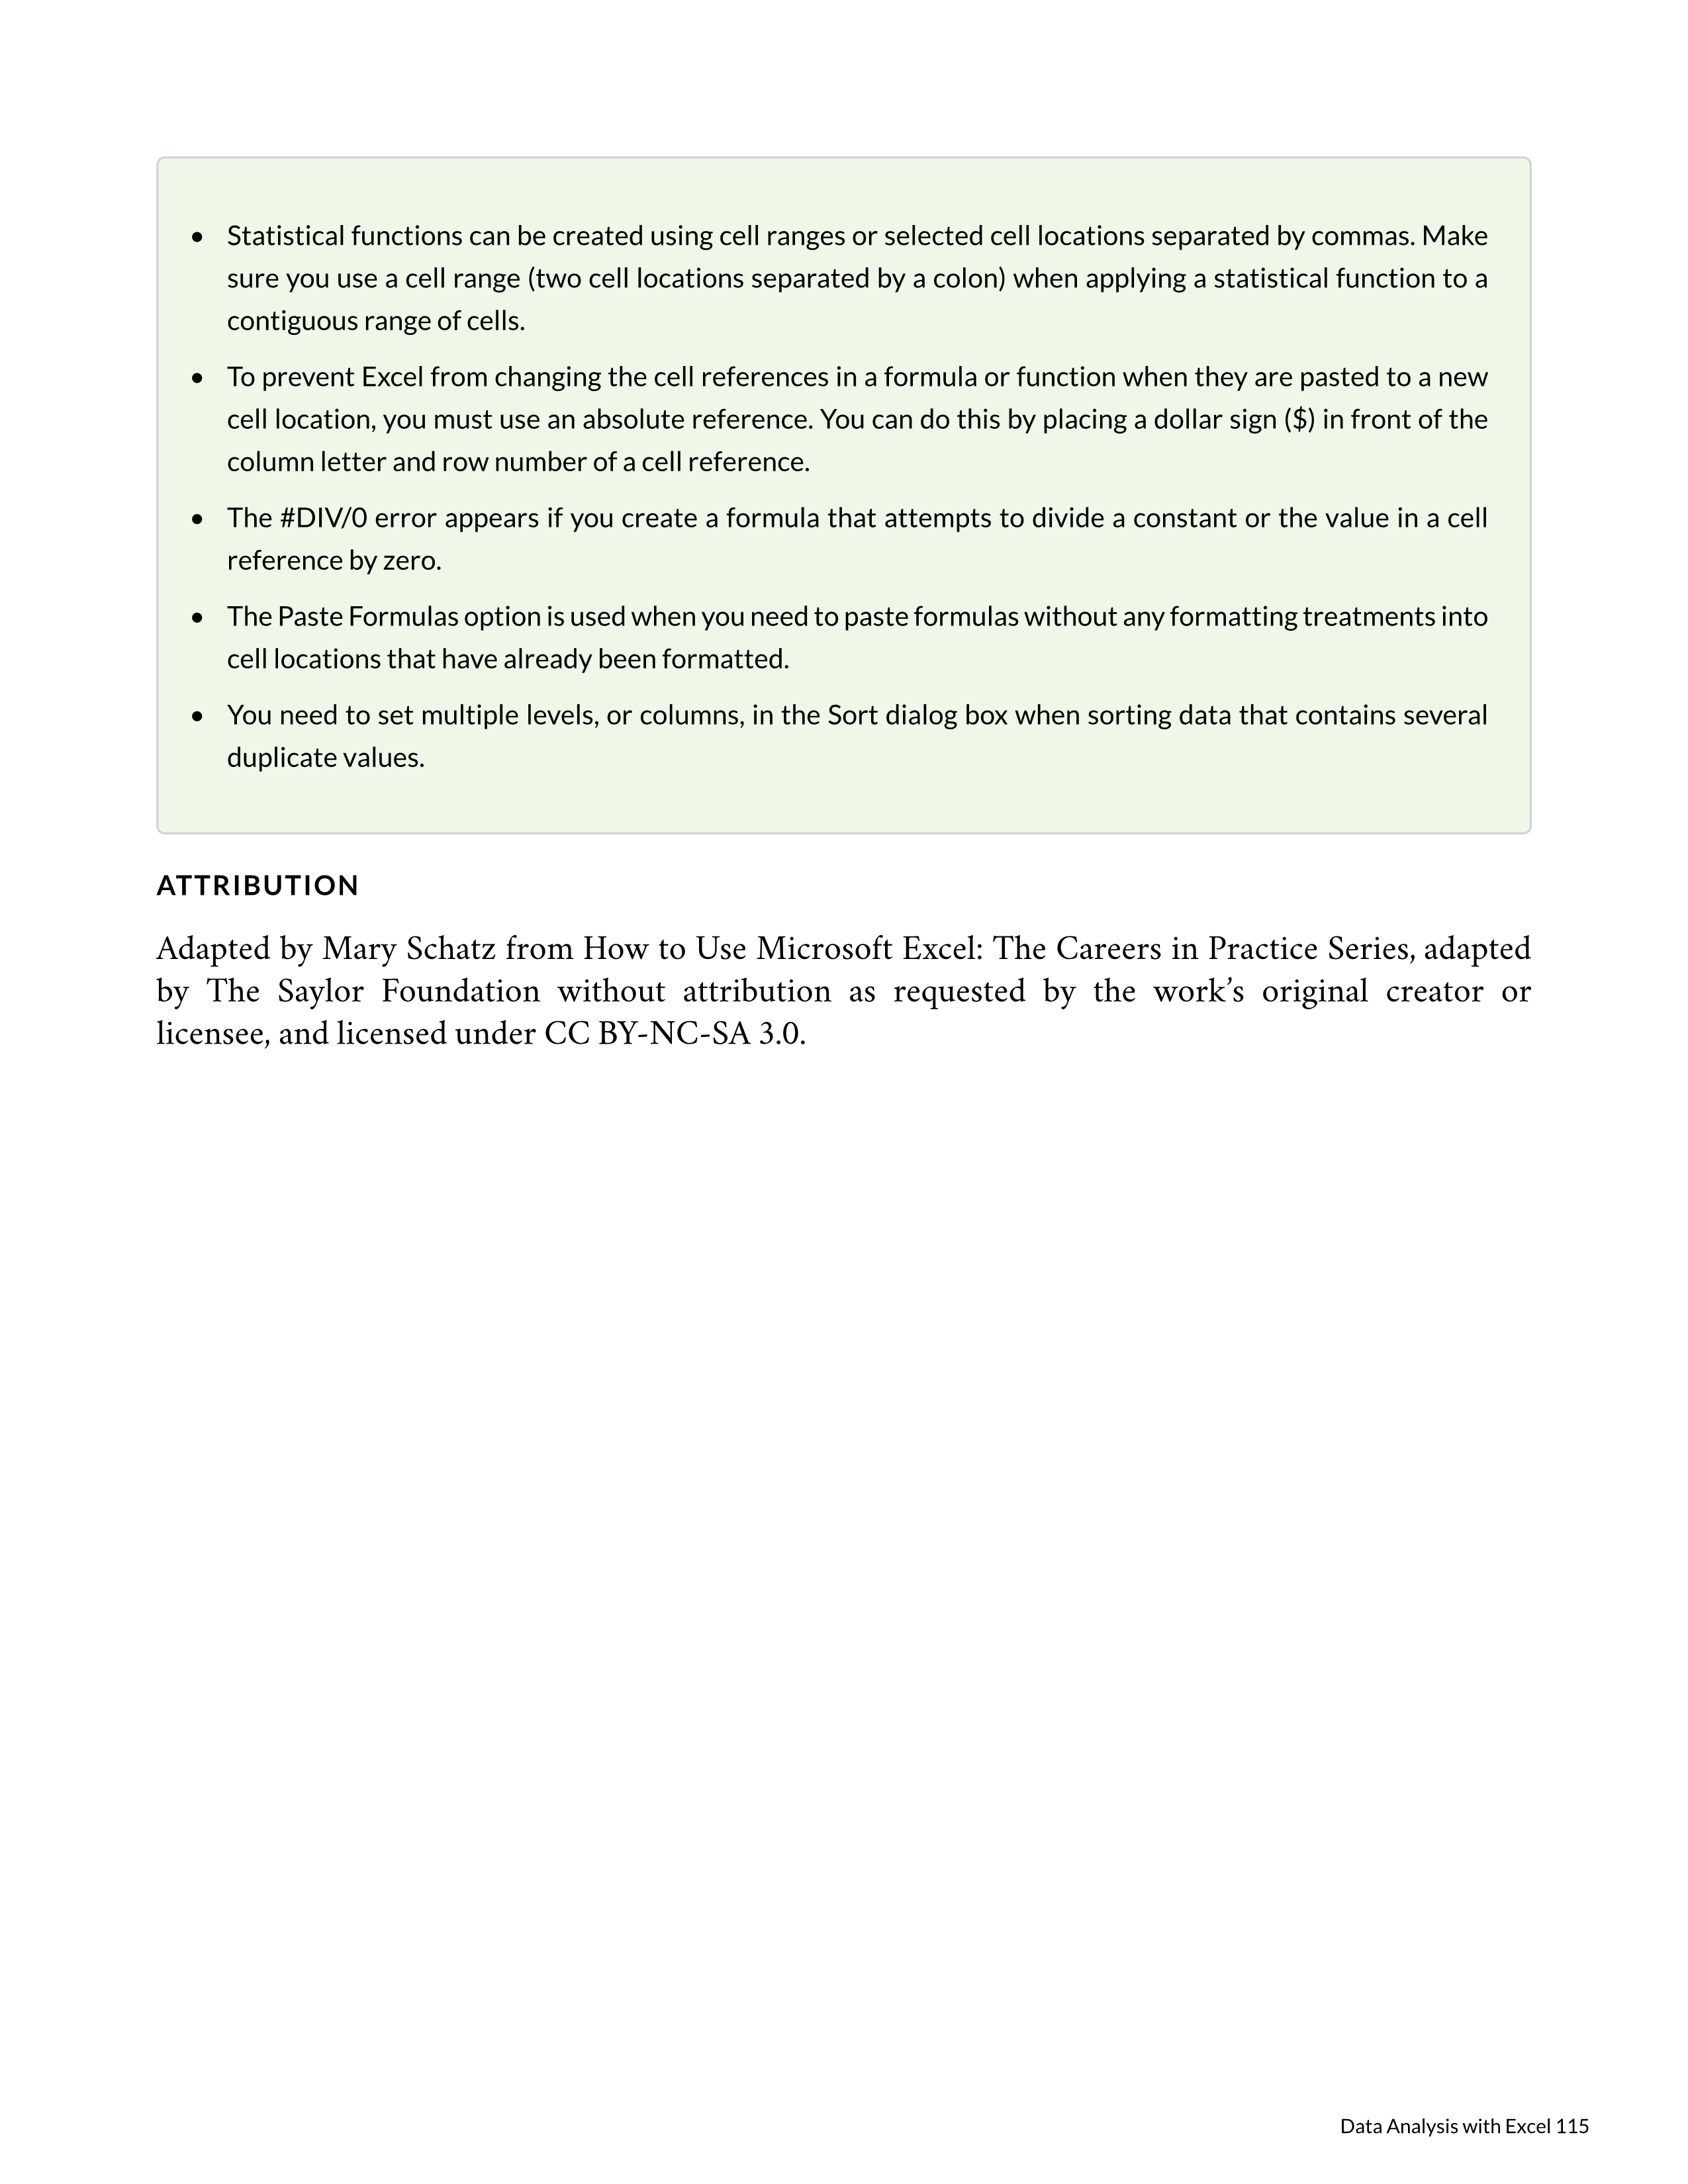 • Statistical functions can be created using cell ranges or selected cell locations separated by commas. Make
sure you use a cell range (two cell locations separated by a colon) when applying a statistical function to a
contiguous range of cells.
• To prevent Excel from changing the cell references in a formula or function when they are pasted to a new
cell location, you must use an absolute reference. You can do this by placing a dollar sign ($) in front of the
column letter and row number of a cell reference.
• The #DIV/0 error appears if you create a formula that attempts to divide a constant or the value in a cell
reference by zero.
• The Paste Formulas option is used when you need to paste formulas without any formatting treatments into
cell locations that have already been formatted.
• You need to set multiple levels, or columns, in the Sort dialog box when sorting data that contains several
duplicate values.
ATTRIBUTION
Adapted by Mary Schatz from How to Use Microsoft Excel: The Careers in Practice Series, adapted
by The Saylor Foundation without attribution as requested by the work’s original creator or
licensee, and licensed under CC BY-NC-SA 3.0.
Data Analysis with Excel 115